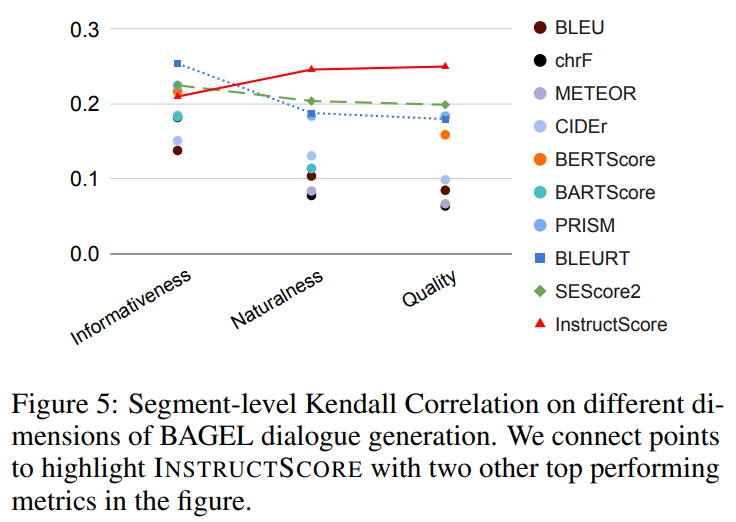 0.3
0.2
0.1
0.0
Informativeness
Naturalness
Quality
BLEU
chrF
METEOR
CIDEr
BERTScore
BARTScore
PRISM
BLEURT
SEScore2
InstructScore
Figure 5: Segment-level Kendall Correlation on different di-
mensions of BAGEL dialogue generation. We connect points
to highlight INSTRUCTSCORE with two other top performing
metrics in the figure.